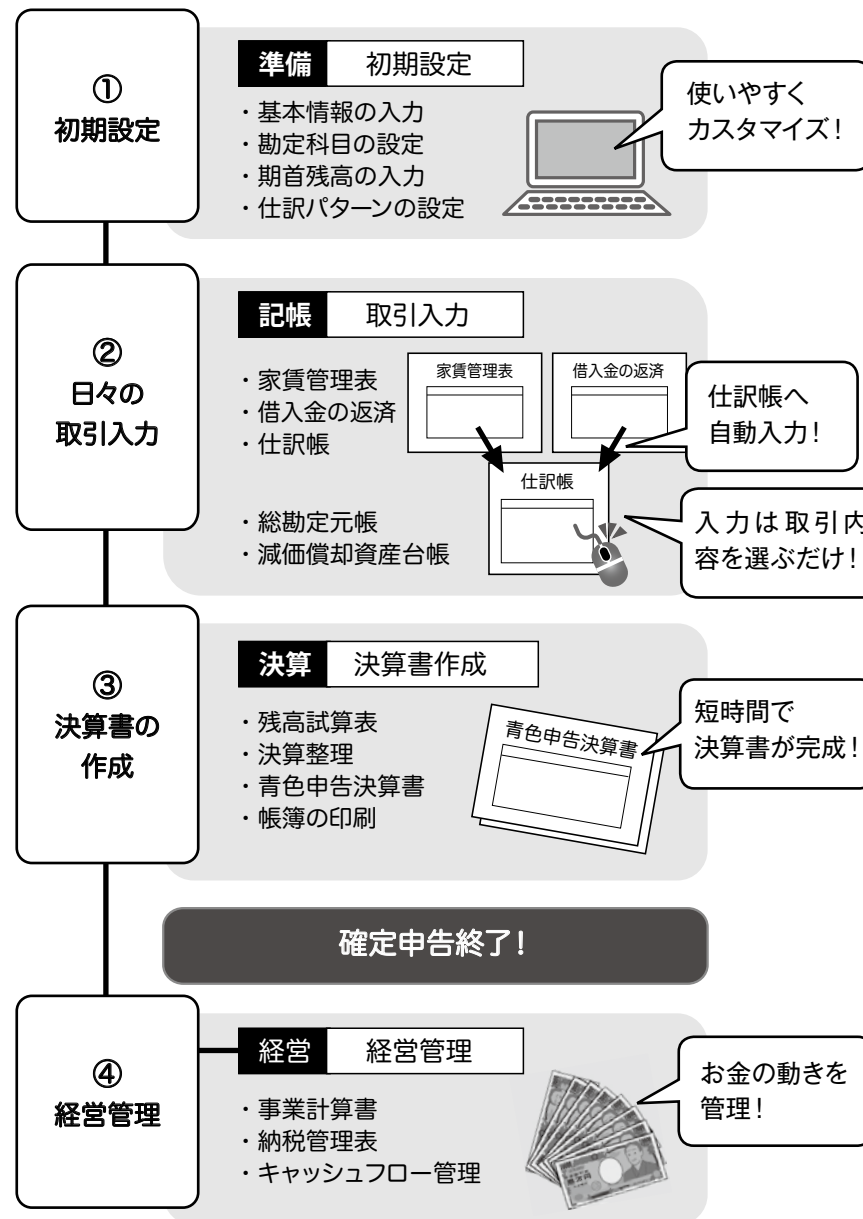 ①
初期設定
準備 初期設定
・基本情報の入力
・勘定科目の設定
・期首残高の入力
・仕訳パターンの設定
使いやすく
カスタマイズ!
②
日々の
取引入力
記帳 取引入力
・家賃管理表
・借入金の返済
・仕訳帳
・総勘定元帳
・減価償却資産台帳
家賃管理表
借入金の返済
仕訳帳
仕訳帳へ
自動入力!
入力は取引内
容を選ぶだけ!
③
決算書の
作成
決算 決算書作成
・残高試算表
・決算整理
・青色申告決算書
・帳簿の印刷
青色申告決算書
短時間で
決算書が完成!
確定申告終了!
④
経営管理
経営 経営管理
・事業計算書
・納税管理表
・キャッシュフロー管理
お金の動きを
管理!